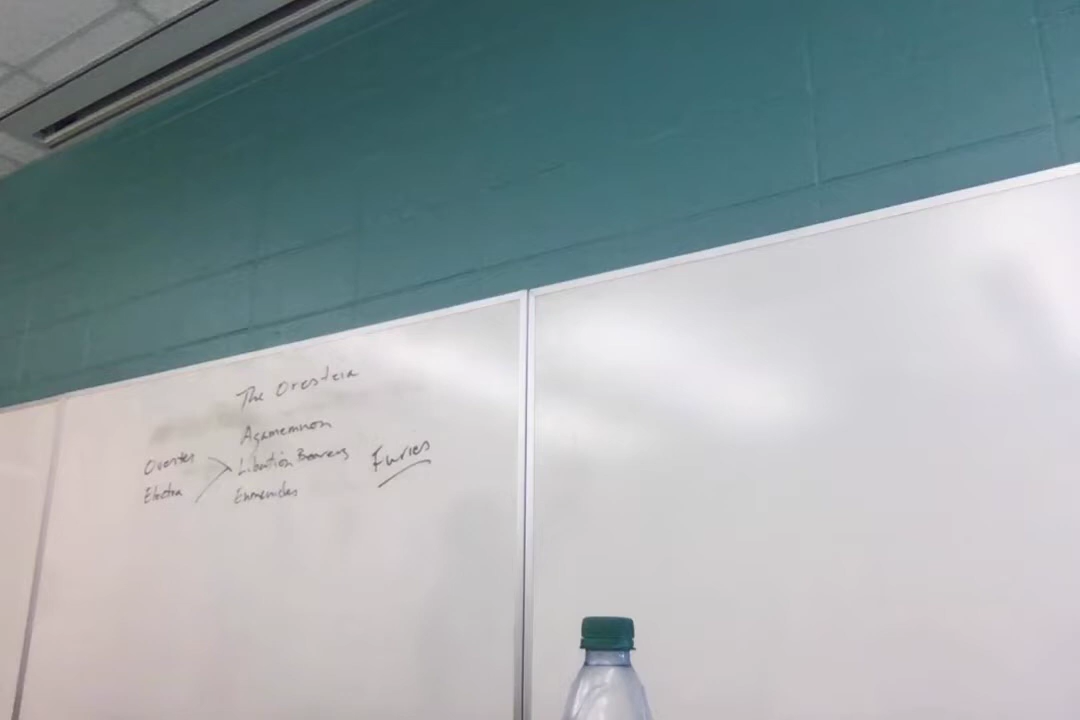 The Oresteia
Agamemnon
Orestes > Libation Bearers Furies
Electra Eumenides